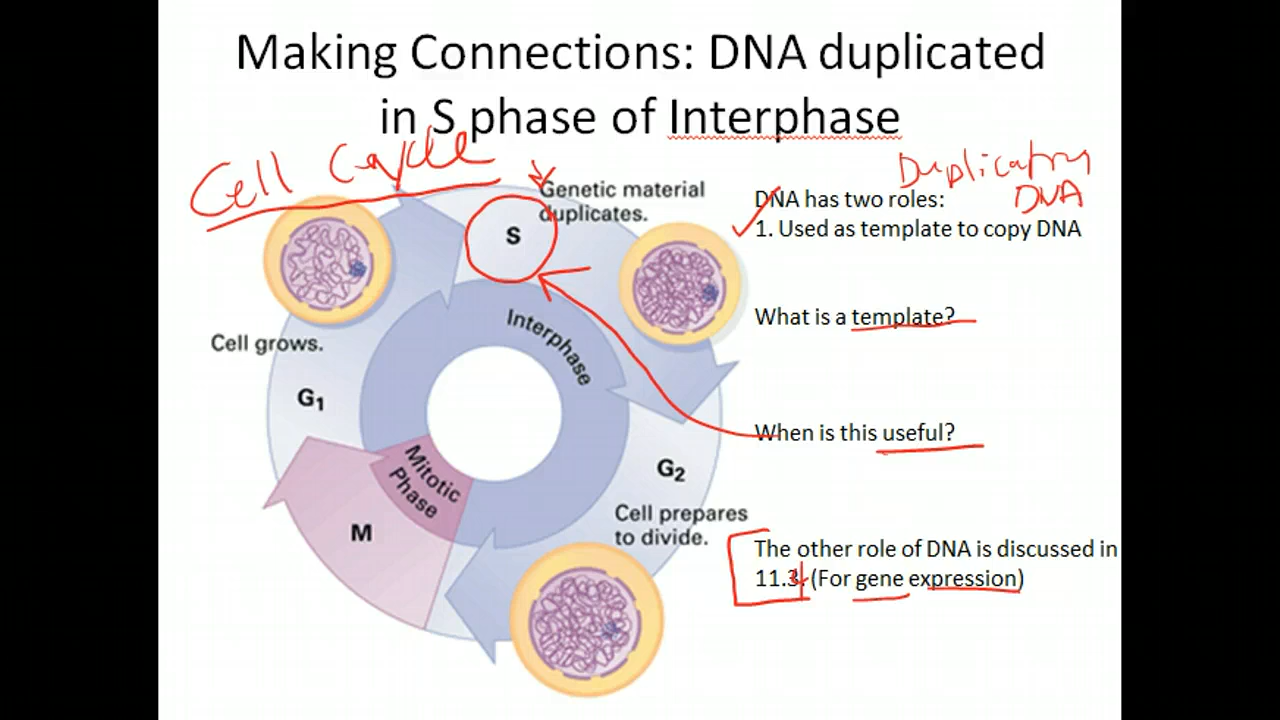 Making Connections: DNA duplicated
in S phase of Interphase
Cell Cycle
Genetic material
duplicates.
S
Interphase
Cell grows.
G1
Mitotic
Phase
M
G2
Cell prepares
to divide.
Duplicating
DNA
DNA has two roles:
1. Used as template to copy DNA
What is a template?
When is this useful?
The other role of DNA is discussed in
11.3. (For gene expression)